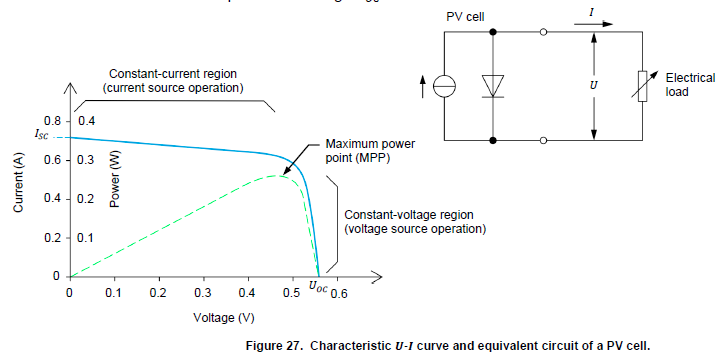 PV cell
I
U
Electrical
load
Constant-current region
(current source operation)
0.8
0.4
I_SC
0.6
0.3
Maximum power
point (MPP)
Current (A)
Power (W)
0.4
0.2
Constant-voltage region
(voltage source operation)
0.2
0.1
0
U_OC
0
0.1
0.2
0.3
0.4
0.5
0.6
Voltage (V)
Figure 27. Characteristic U-I curve and equivalent circuit of a PV cell.